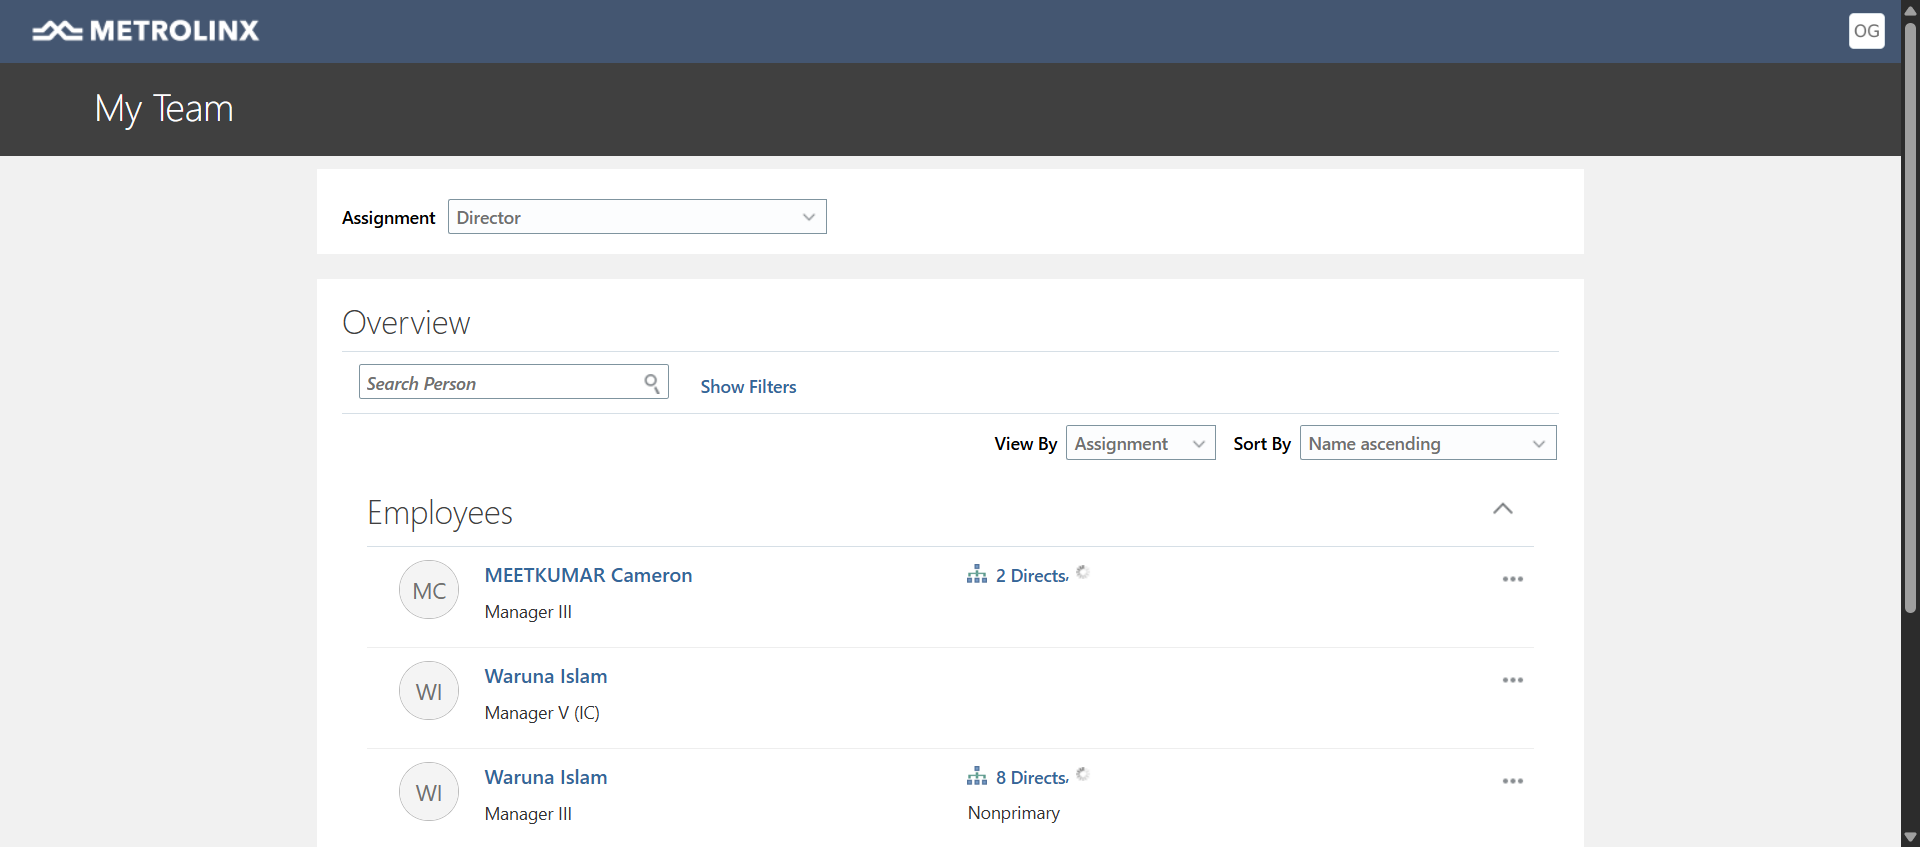 METROLINX
OG
My Team
Assignment Director
Overview
Search Person Show Filters
View By Assignment Sort By Name ascending
Employees
MC MEETKUMAR Cameron 2 Directs,
Manager III
WI Waruna Islam
Manager V (IC)
WI Waruna Islam 8 Directs,
Manager III Nonprimary